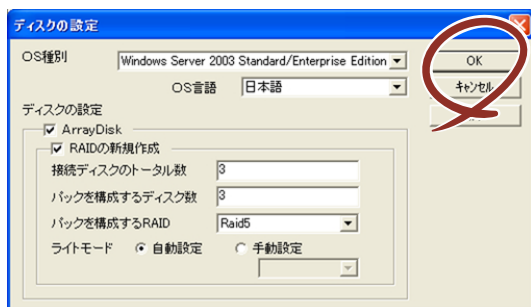 ディスクの設定
OS種別 Windows Server 2003 Standard/Enterprise Edition
OK
OS言語 日本語
キャンセル
ディスクの設定
ArrayDisk
RAIDの新規作成
接続ディスクのトータル数 3
パックを構成するディスク数 3
パックを構成するRAID Raid5
ライトモード 自動設定 手動設定